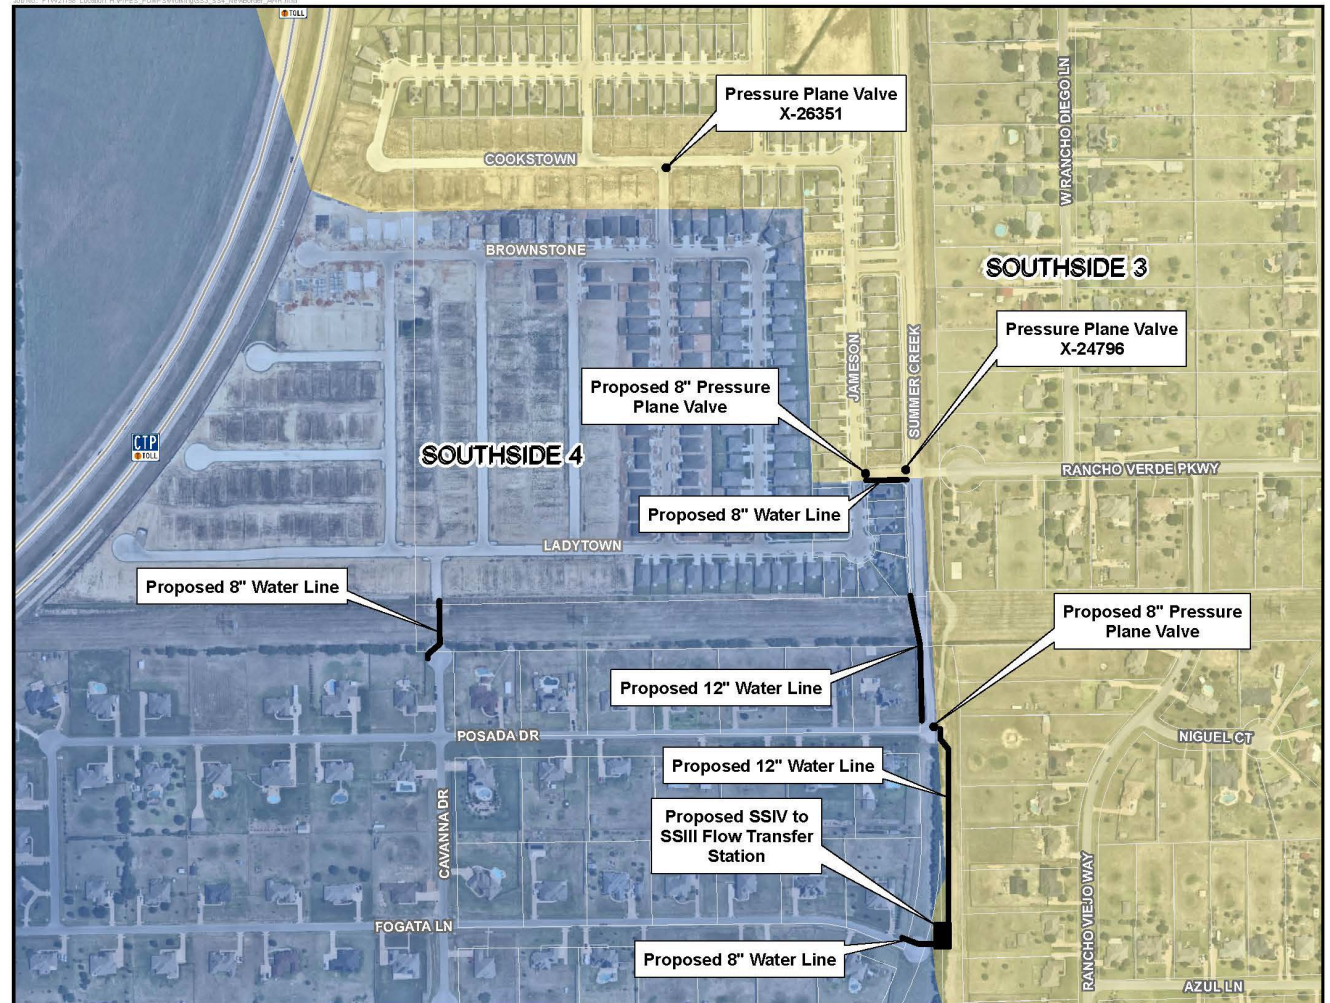 TOLL
Pressure Plane Valve
X-26351
COOKSTOWN
W RANCHO DIEGO LN
BROWNSTONE
SOUTHSIDE 3
Pressure Plane Valve
X-24796
JAMESON
SUMMER CREEK
Proposed 8" Pressure
Plane Valve
CTP
TOLL
SOUTHSIDE 4
RANCHO VERDE PKWY
Proposed 8" Water Line
LADYTOWN
Proposed 8" Water Line
Proposed 8" Pressure
Plane Valve
Proposed 12" Water Line
POSADA DR
NIGUEL CT
Proposed 12" Water Line
CAVANNA DR
Proposed SSIV to
SSIII Flow Transfer
Station
RANCHO VIEJO WAY
FOGATA LN
Proposed 8" Water Line
AZUL LN